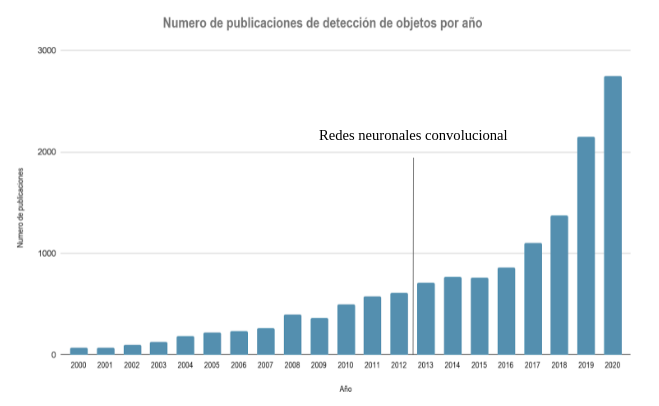 Numero de publicaciones de detección de objetos por año
3000
Redes neuronales convolucional
2000
Numero de publicaciones
1000
0
2000 2001 2002 2003 2004 2005 2006 2007 2008 2009 2010 2011 2012 2013 2014 2015 2016 2017 2018 2019 2020
Año